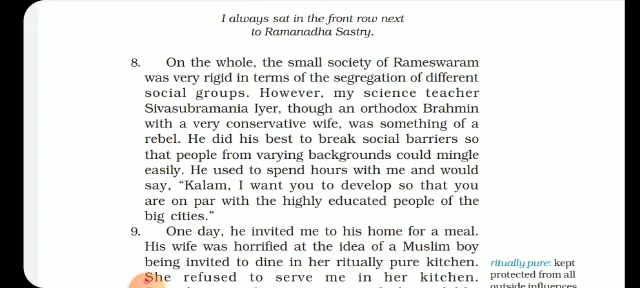 I always sat in the front row next
to Ramanadha Sastry.
8. On the whole, the small society of Rameswaram
was very rigid in terms of the segregation of different
social groups. However, my science teacher
Sivasubramania Iyer, though an orthodox Brahmin
with a very conservative wife, was something of a
rebel. He did his best to break social barriers so
that people from varying backgrounds could mingle
easily. He used to spend hours with me and would
say, “Kalam, I want you to develop so that you
are on par with the highly educated people of the
big cities.”
9. One day, he invited me to his home for a meal.
His wife was horrified at the idea of a Muslim boy
being invited to dine in her ritually pure kitchen.
She refused to serve me in her kitchen.
ritually pure: kept
protected from all
outside influences